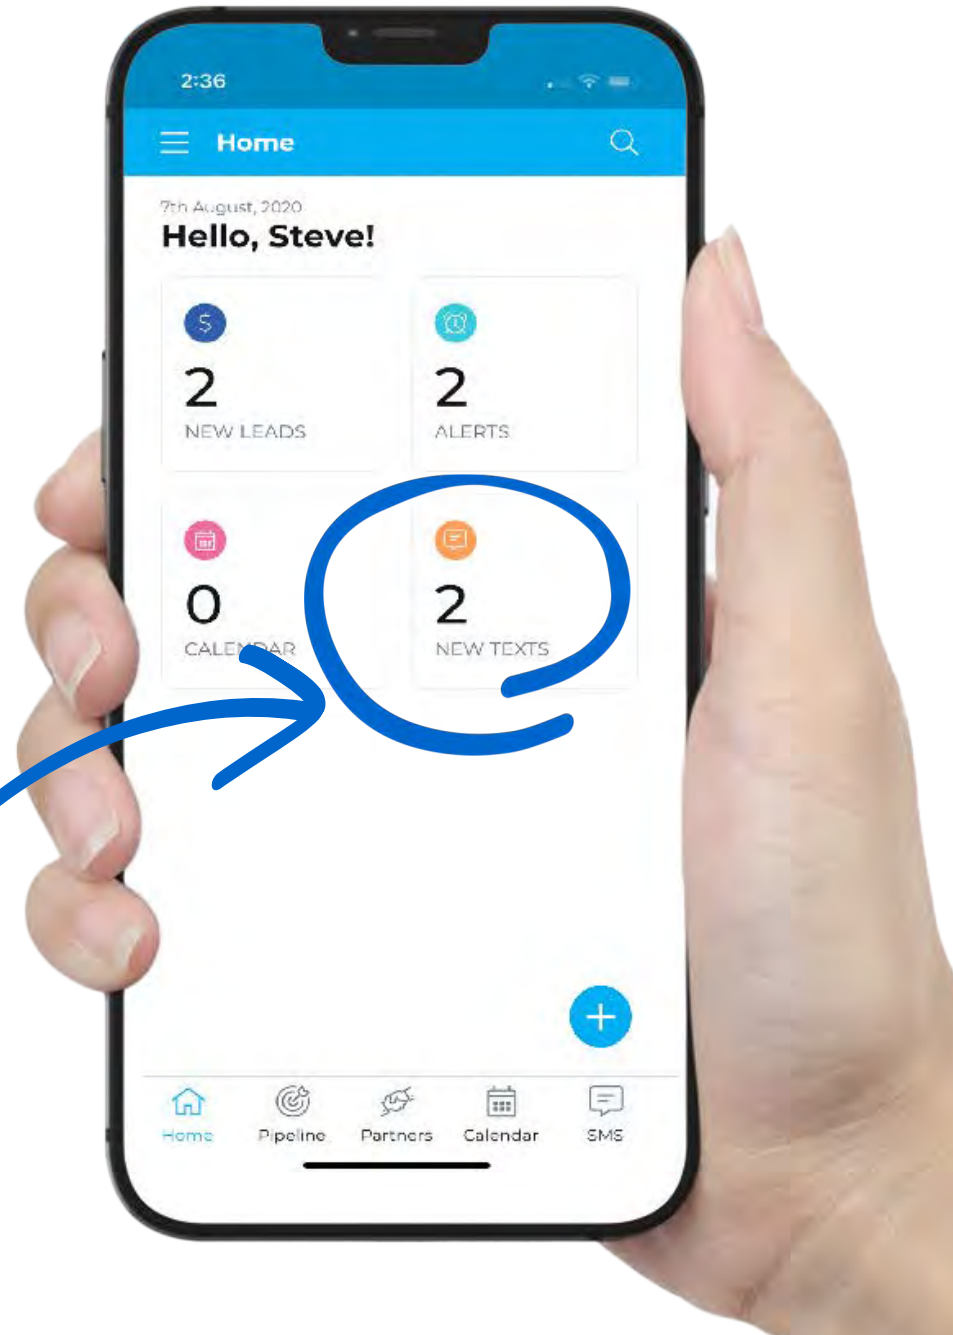 2:36
Home
7th August, 2020
Hello, Steve!
2
NEW LEADS
2
ALERTS
0
CALENDAR
2
NEW TEXTS
Home
Pipeline
Partners
Calendar
SMS